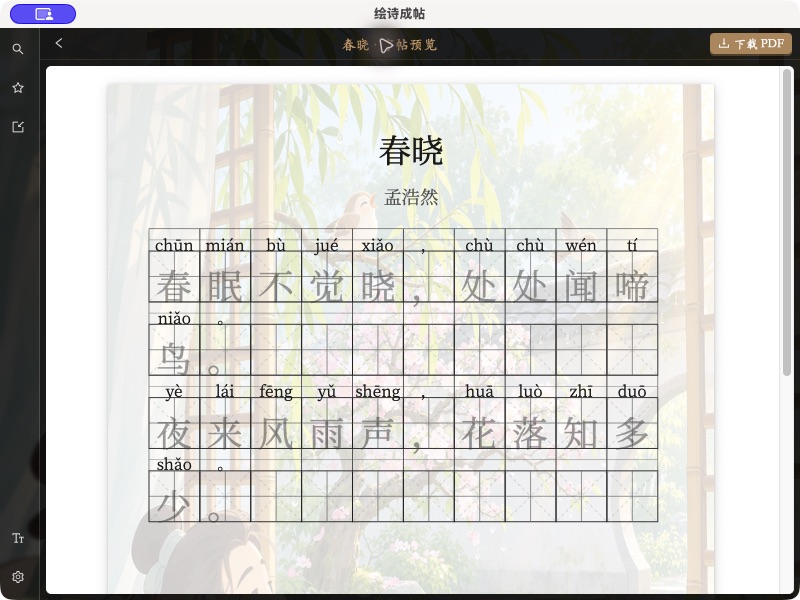 绘诗成帖
春晓·帖预览
下载 PDF
春晓
孟浩然
chūn mián bù jué xiǎo , chù chù wén tí
春眠不觉晓，处处闻啼
niǎo 。
鸟。
yè lái fēng yǔ shēng , huā luò zhī duō
夜来风雨声，花落知多
shǎo 。
少。
Tт